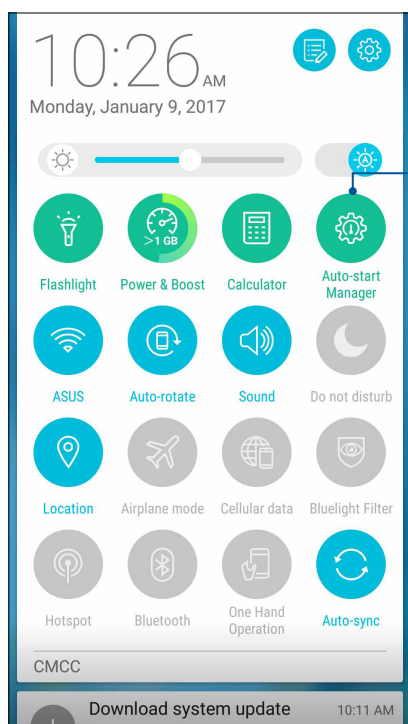 10:26 AM
Monday, January 9, 2017
A
>1 GB
Flashlight
Power & Boost
Calculator
Auto-start
Manager
ASUS
Auto-rotate
Sound
Do not disturb
Location
Airplane mode
Cellular data
Bluelight Filter
Hotspot
Bluetooth
One Hand
Operation
Auto-sync
CMCC
Download system update 10:11 AM